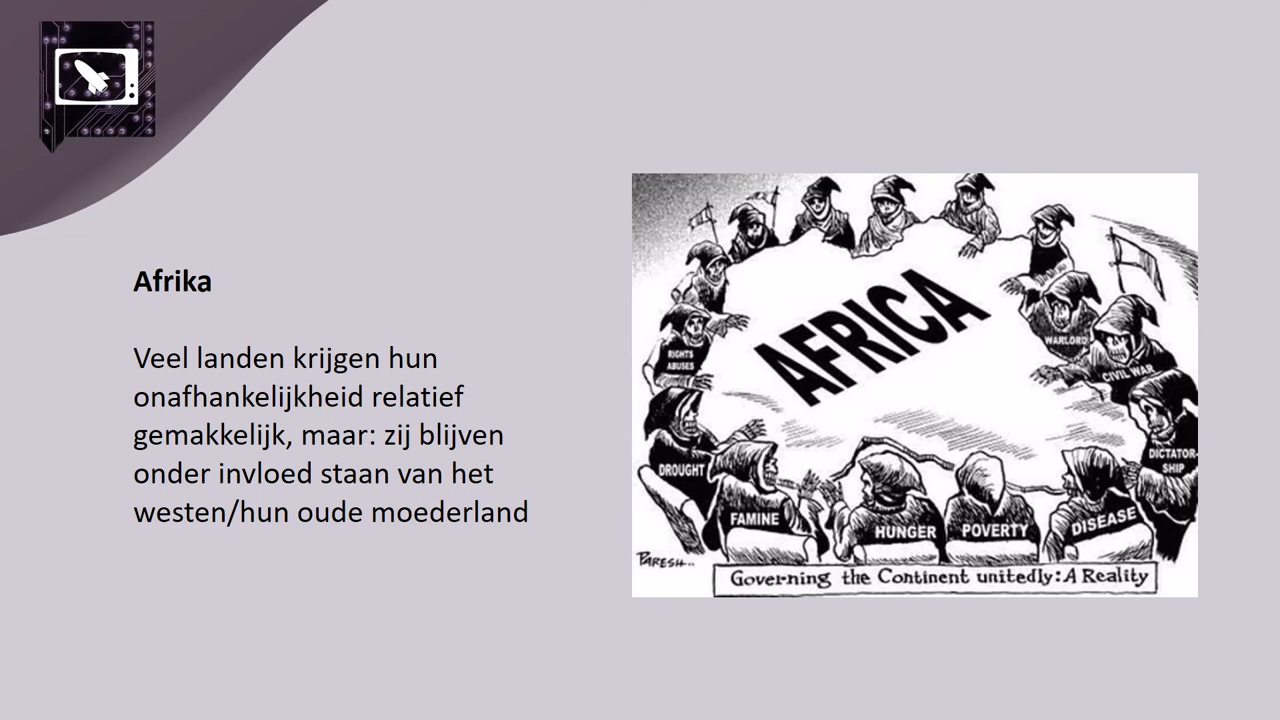 Afrika
Veel landen krijgen hun
onafhankelijkheid relatief
gemakkelijk, maar: zij blijven
onder invloed staan van het
westen/hun oude moederland
AFRICA
RIGHTS
ABUSES
WARLORD
CIVIL WAR
DROUGHT
DICTATOR-
SHIP
FAMINE
HUNGER
POVERTY
DISEASE
PARESH..
Governing the Continent unitedly: A Reality